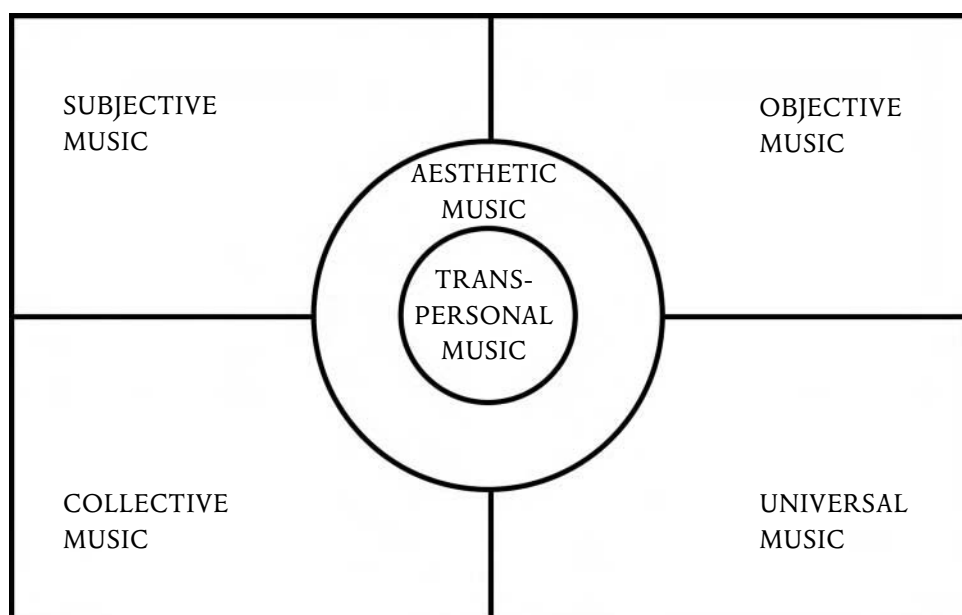 SUBJECTIVE
MUSIC
OBJECTIVE
MUSIC
AESTHETIC
MUSIC
TRANS-
PERSONAL
MUSIC
COLLECTIVE
MUSIC
UNIVERSAL
MUSIC